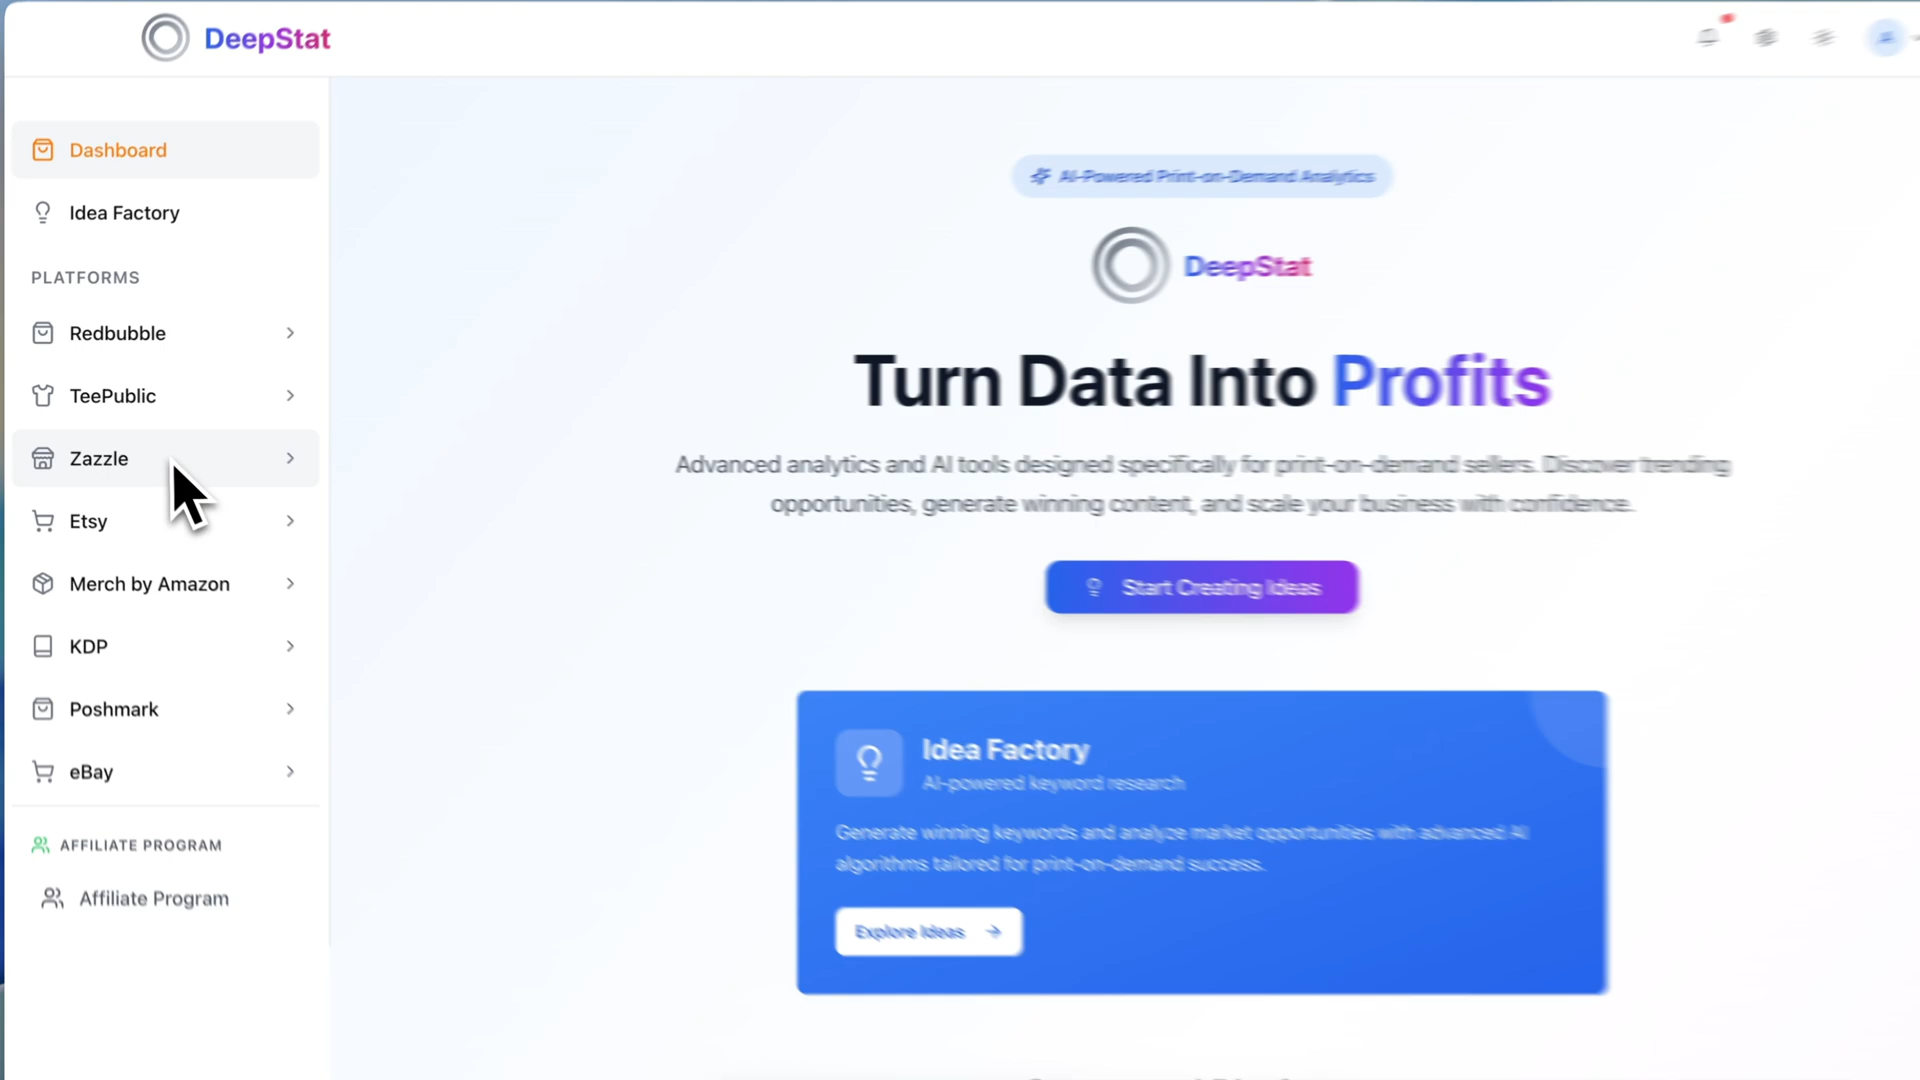 DeepStat
Dashboard
Idea Factory
PLATFORMS
Redbubble
TeePublic
Zazzle
Etsy
Merch by Amazon
KDP
Poshmark
eBay
AFFILIATE PROGRAM
Affiliate Program
AI-Powered Print-on-Demand Analytics
DeepStat
Turn Data Into Profits
Advanced analytics and AI tools designed specifically for print-on-demand sellers. Discover trending
opportunities, generate winning content, and scale your business with confidence.
Start Creating Ideas
Idea Factory
AI-powered keyword research
Generate winning keywords and analyze market opportunities with advanced AI
algorithms tailored for print-on-demand success.
Explore Ideas